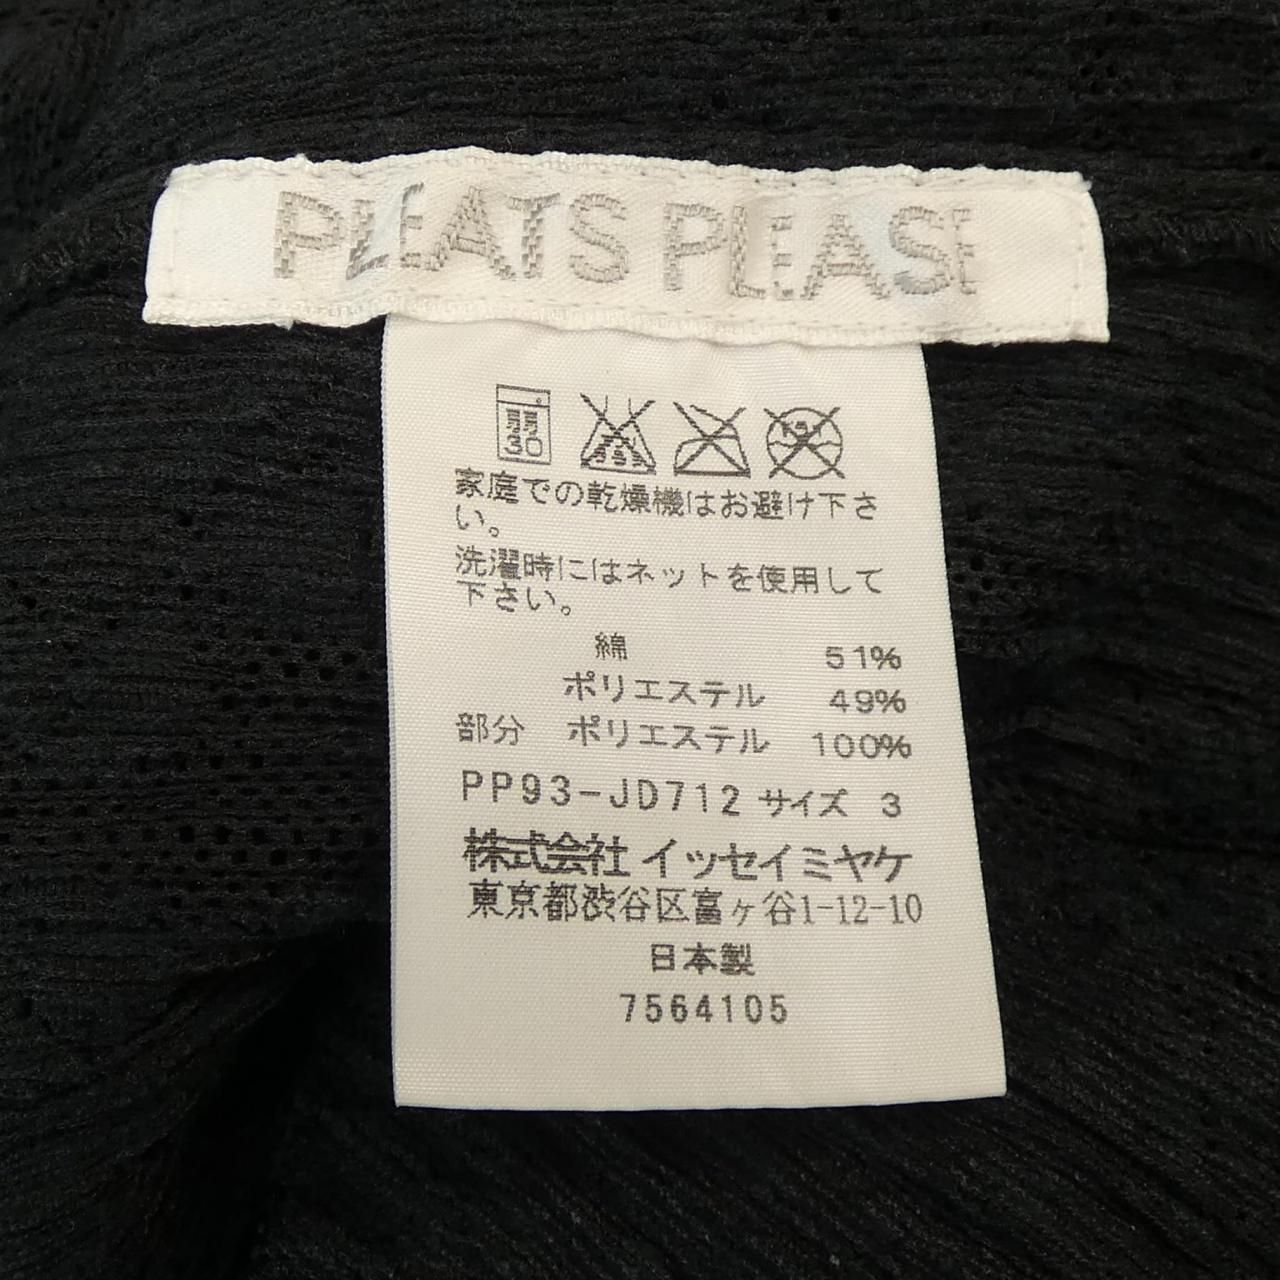 PLEATS PLEASE
弱
30
家庭での乾燥機はお避け下さ
い。
洗濯時にはネットを使用して
下さい。
綿 51%
ポリエステル 49%
部分 ポリエステル 100%
PP93-JD712 サイズ 3
株式会社 イッセイミヤケ
東京都渋谷区富ヶ谷1-12-10
日本製
7564105